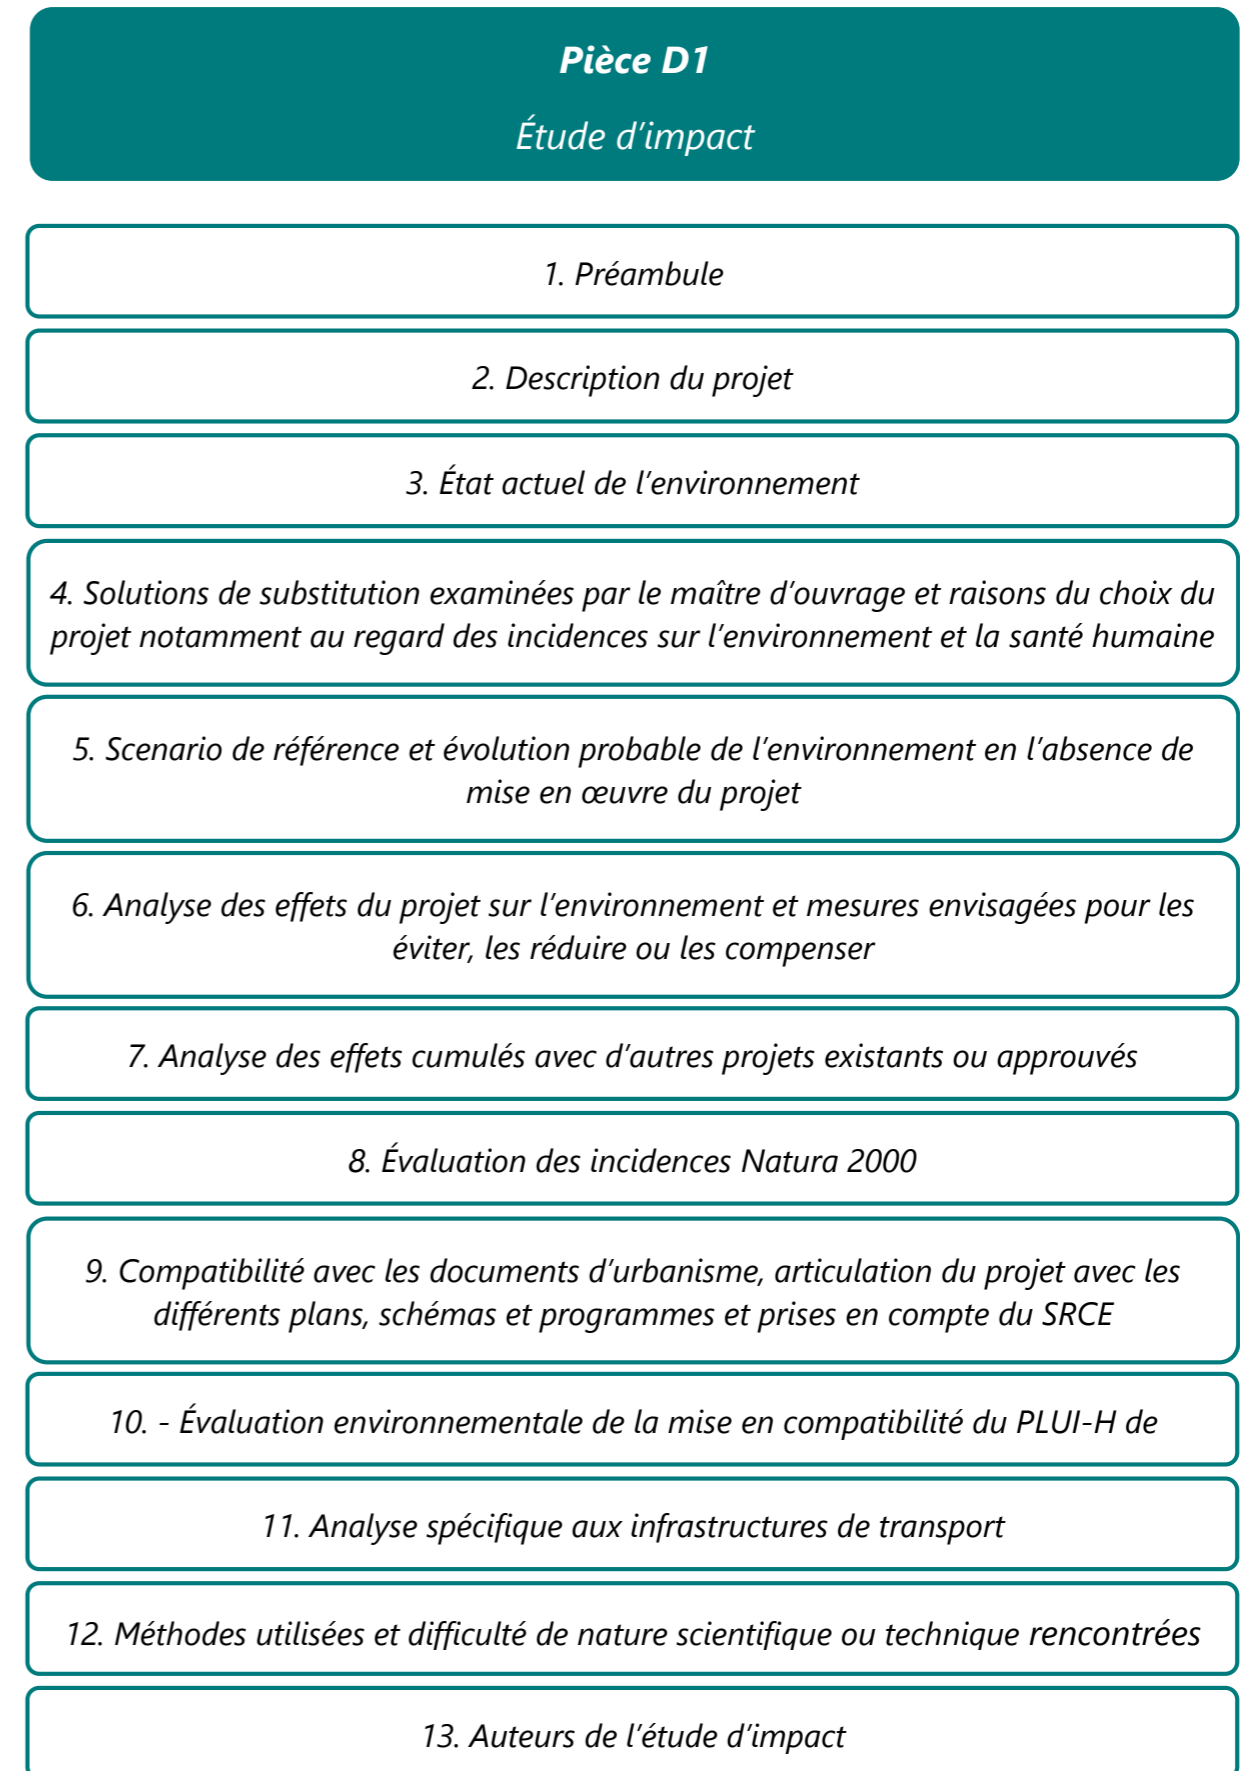 Pièce D1
Étude d’impact
1. Préambule
2. Description du projet
3. État actuel de l’environnement
4. Solutions de substitution examinées par le maître d’ouvrage et raisons du choix du
projet notamment au regard des incidences sur l’environnement et la santé humaine
5. Scenario de référence et évolution probable de l’environnement en l’absence de
mise en œuvre du projet
6. Analyse des effets du projet sur l’environnement et mesures envisagées pour les
éviter, les réduire ou les compenser
7. Analyse des effets cumulés avec d’autres projets existants ou approuvés
8. Évaluation des incidences Natura 2000
9. Compatibilité avec les documents d’urbanisme, articulation du projet avec les
différents plans, schémas et programmes et prises en compte du SRCE
10. - Évaluation environnementale de la mise en compatibilité du PLUI-H de
11. Analyse spécifique aux infrastructures de transport
12. Méthodes utilisées et difficulté de nature scientifique ou technique rencontrées
13. Auteurs de l’étude d’impact